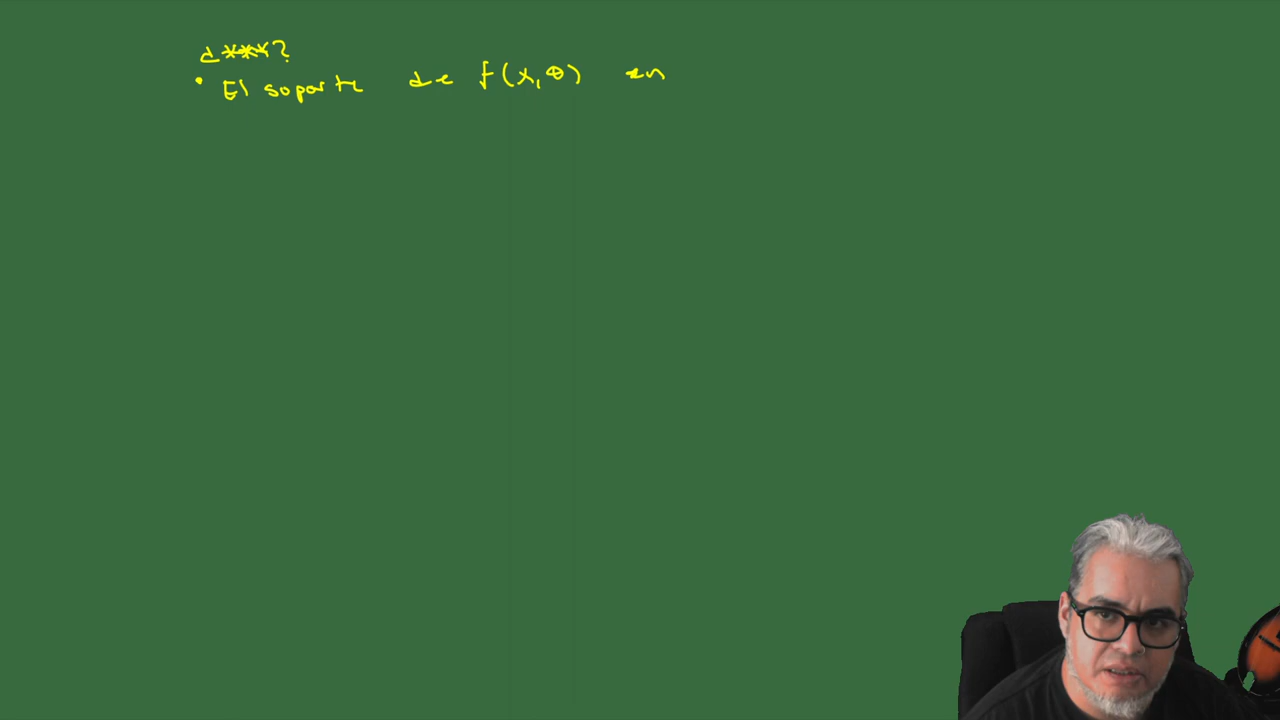 ¿***?
• El soporte de f(x, θ) en